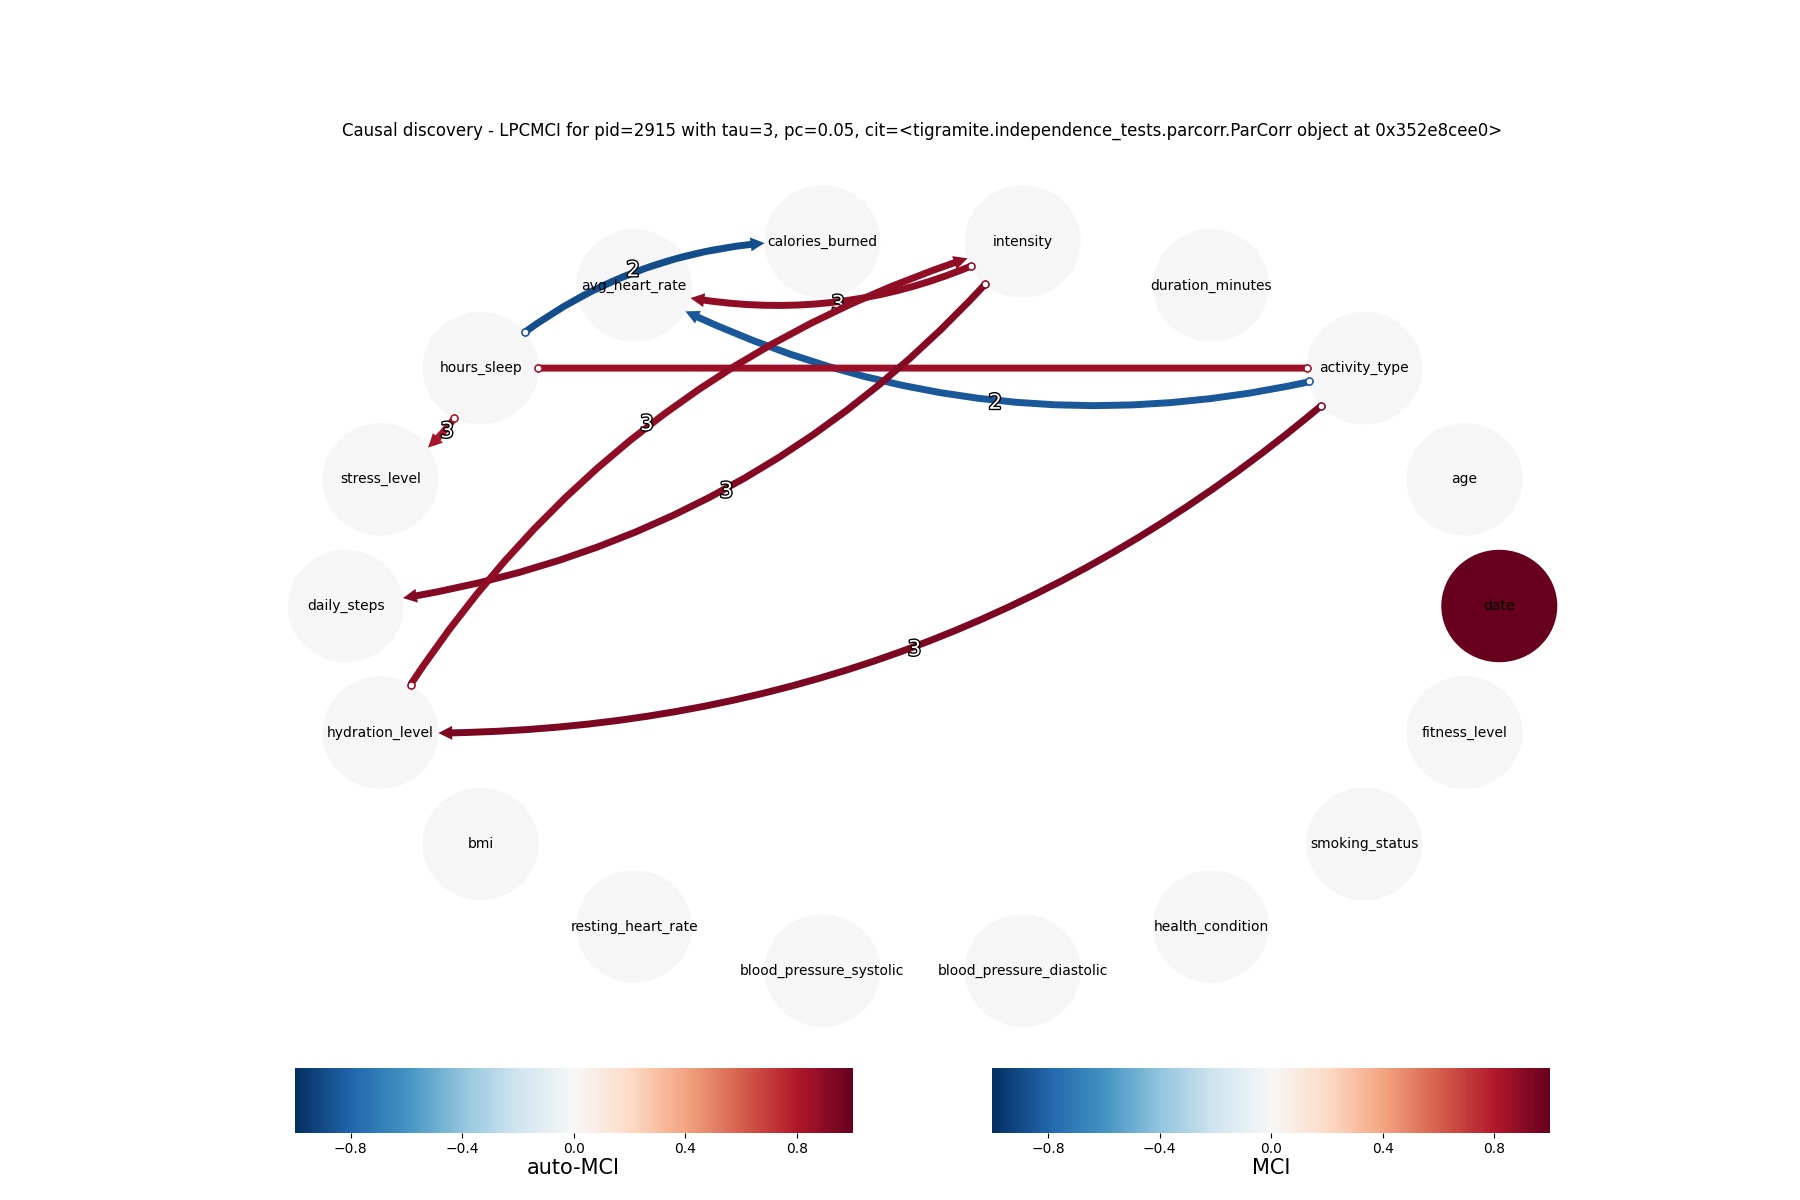 Causal discovery - LPCMCI for pid=2915 with tau=3, pc=0.05, cit=<tigramite.independence_tests.parcorr.ParCorr object at 0x352e8cee0>
calories_burned
intensity
2
avg_heart_rate
duration_minutes
3
hours_sleep
activity_type
2
3
3
stress_level
age
3
daily_steps
date
3
hydration_level
fitness_level
bmi
smoking_status
resting_heart_rate
health_condition
blood_pressure_systolic
blood_pressure_diastolic
−0.8 −0.4 0.0 0.4 0.8
auto-MCI
−0.8 −0.4 0.0 0.4 0.8
MCI